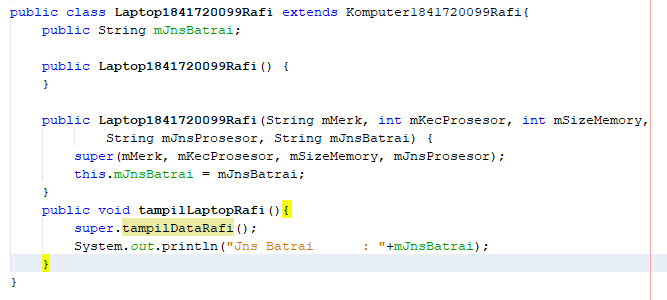 public class Laptop1841720099Rafi extends Komputer1841720099Rafi{
    public String mJnsBatrai;

    public Laptop1841720099Rafi() {
    }

    public Laptop1841720099Rafi(String mMerk, int mKecProsesor, int mSizeMemory,
            String mJnsProsesor, String mJnsBatrai) {
        super(mMerk, mKecProsesor, mSizeMemory, mJnsProsesor);
        this.mJnsBatrai = mJnsBatrai;
    }
    public void tampilLaptopRafi(){
        super.tampilDataRafi();
        System.out.println("Jns Batrai      : "+mJnsBatrai);
    }
}